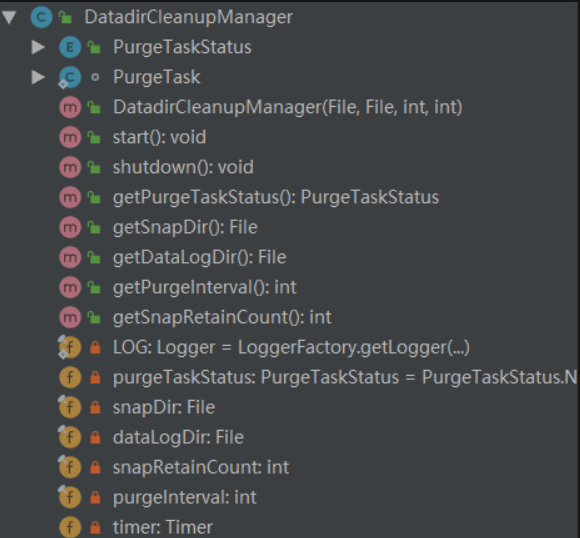 DatadirCleanupManager
E PurgeTaskStatus
C PurgeTask
m DatadirCleanupManager(File, File, int, int)
m start(): void
m shutdown(): void
m getPurgeTaskStatus(): PurgeTaskStatus
m getSnapDir(): File
m getDataLogDir(): File
m getPurgeInterval(): int
m getSnapRetainCount(): int
f LOG: Logger = LoggerFactory.getLogger(...)
f purgeTaskStatus: PurgeTaskStatus = PurgeTaskStatus.N
f snapDir: File
f dataLogDir: File
f snapRetainCount: int
f purgeInterval: int
f timer: Timer